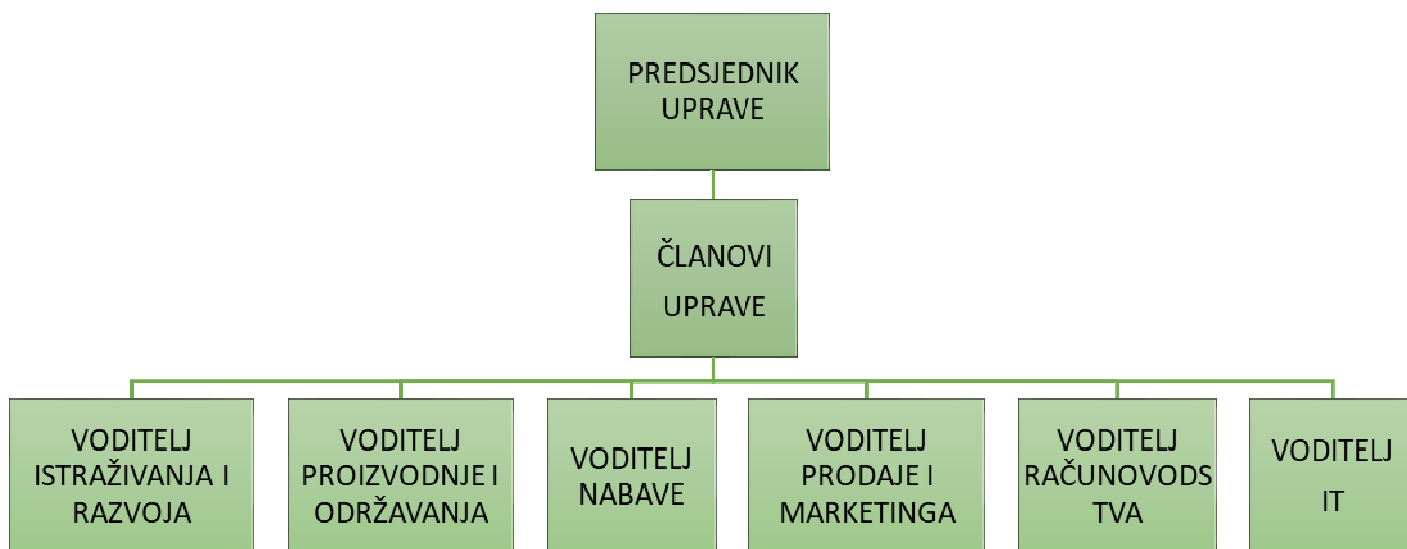 PREDSJEDNIK
UPRAVE
ČLANOVI
UPRAVE
VODITELJ
ISTRAŽIVANJA I
RAZVOJA
VODITELJ
PROIZVODNJE I
ODRŽAVANJA
VODITELJ
NABAVE
VODITELJ
PRODAJE I
MARKETINGA
VODITELJ
RAČUNOVODS
TVA
VODITELJ
IT